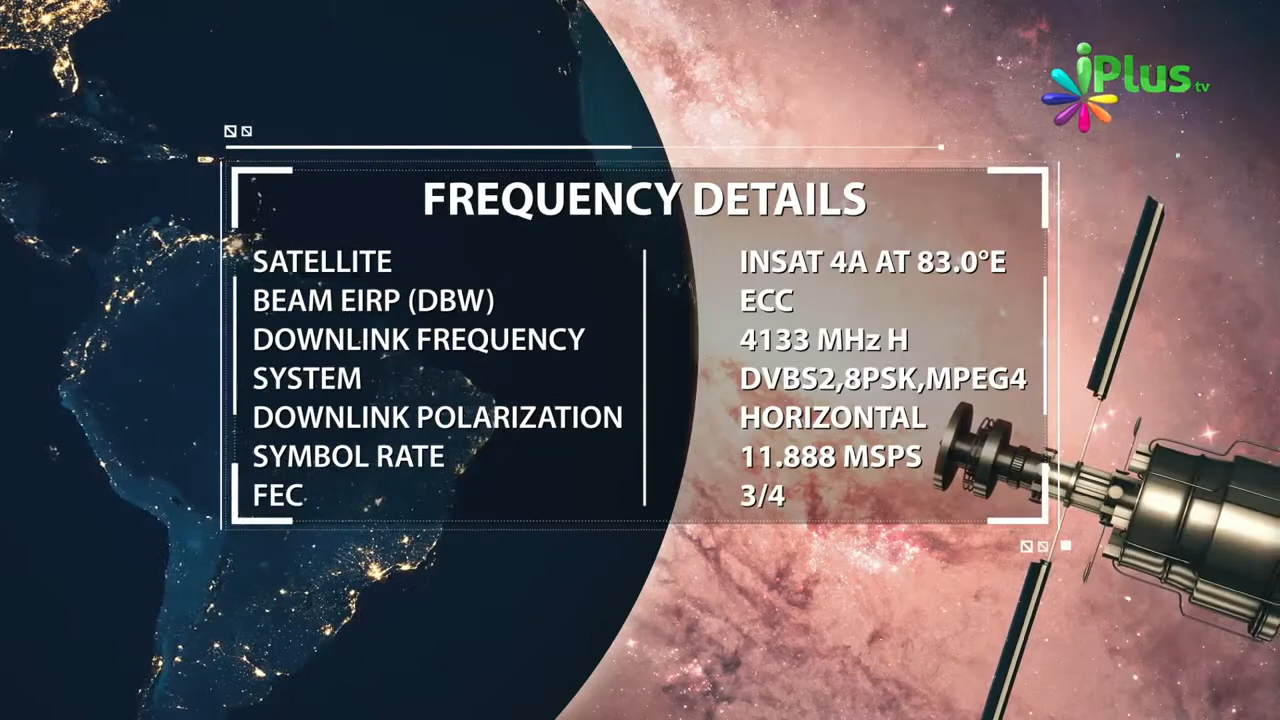 iPlus tv
FREQUENCY DETAILS
SATELLITE INSAT 4A AT 83.0°E
BEAM EIRP (DBW) ECC
DOWNLINK FREQUENCY 4133 MHz H
SYSTEM DVBS2,8PSK,MPEG4
DOWNLINK POLARIZATION HORIZONTAL
SYMBOL RATE 11.888 MSPS
FEC 3/4